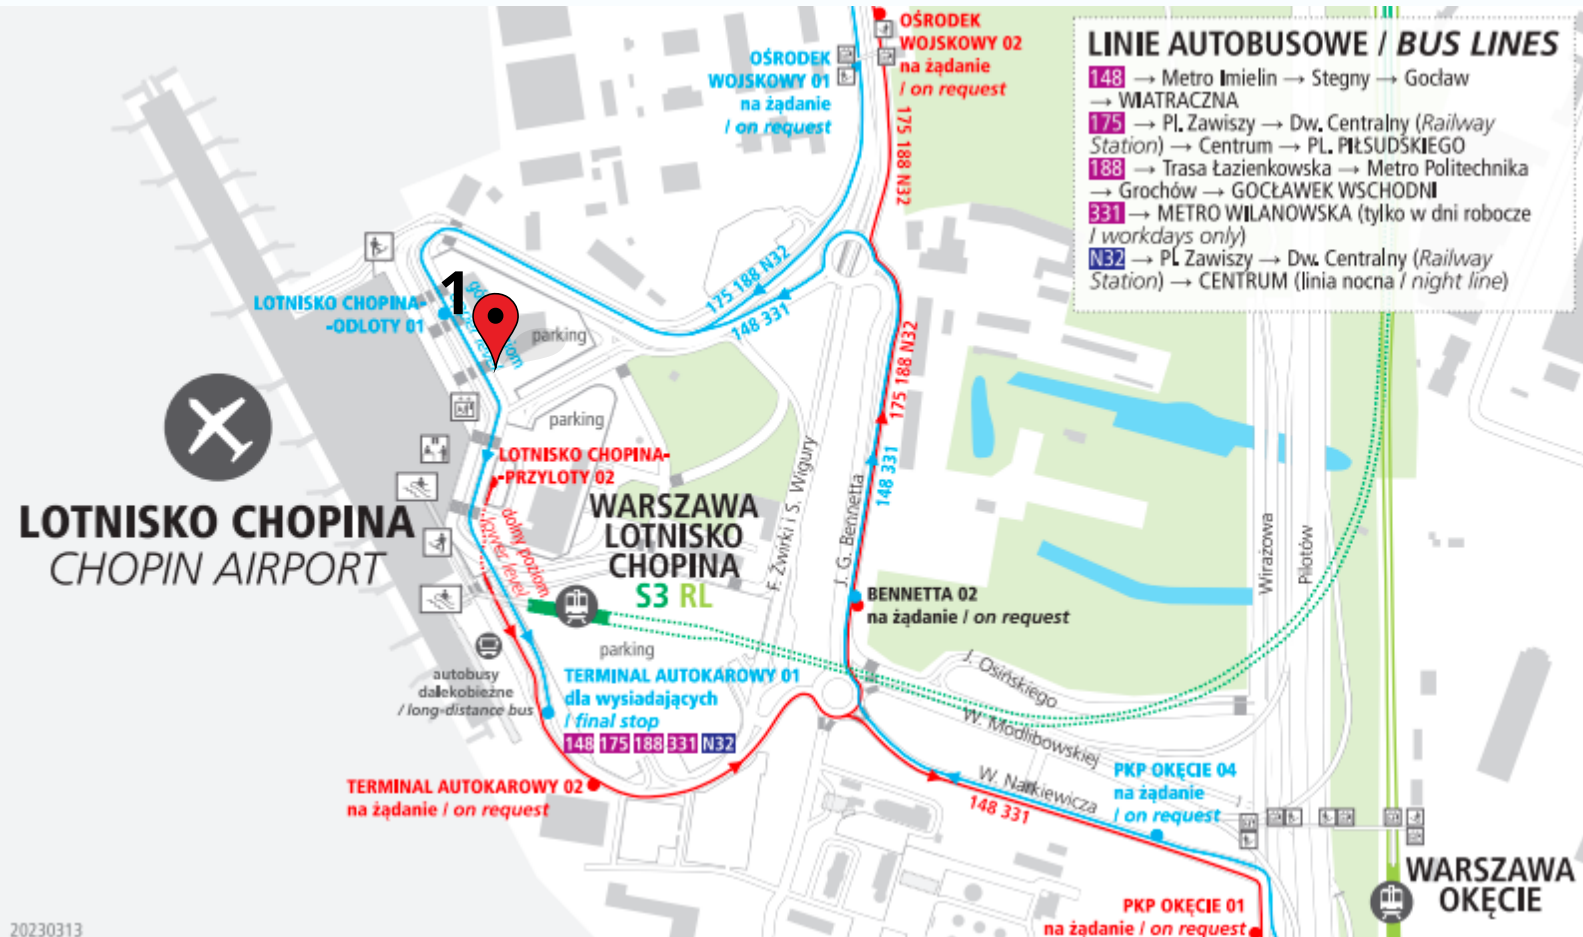 OŚRODEK
WOJSKOWY 02
na żądanie
/ on request
OŚRODEK
WOJSKOWY 01
na żądanie
/ on request
175 188 N32
LINIE AUTOBUSOWE / BUS LINES
148 → Metro Imielin → Stegny → Gocław
→ WIATRACZNA
175 → Pl. Zawiszy → Dw. Centralny (Railway
Station) → Centrum → PL. PIŁSUDSKIEGO
188 → Trasa Łazienkowska → Metro Politechnika
→ Grochów → GOCŁAWEK WSCHODNI
331 → METRO WILANOWSKA (tylko w dni robocze
/ workdays only)
N32 → Pl. Zawiszy → Dw. Centralny (Railway
Station) → CENTRUM (linia nocna / night line)
175 188 N32
148 331
1
LOTNISKO CHOPINA-
-ODLOTY 01
parking
175 188 N32
parking
LOTNISKO CHOPINA-
-PRZYLOTY 02
148 331
F. Żwirki i S. Wigury
J. G. Bennetta
WARSZAWA
LOTNISKO
CHOPINA
S3 RL
dolny poziom
lower level
LOTNISKO CHOPINA
CHOPIN AIRPORT
Wirażowa
Pilotów
BENNETTA 02
na żądanie / on request
parking
autobusy
dalekobieżne
/ long-distance bus
TERMINAL AUTOKAROWY 01
dla wysiadających
/ final stop
148 175 188 331 N32
J. Osińskiego
W. Modlibowskiej
W. Narkiewicza
148 331
TERMINAL AUTOKAROWY 02
na żądanie / on request
PKP OKĘCIE 04
na żądanie
/ on request
WARSZAWA
OKĘCIE
PKP OKĘCIE 01
na żądanie / on request
20230313